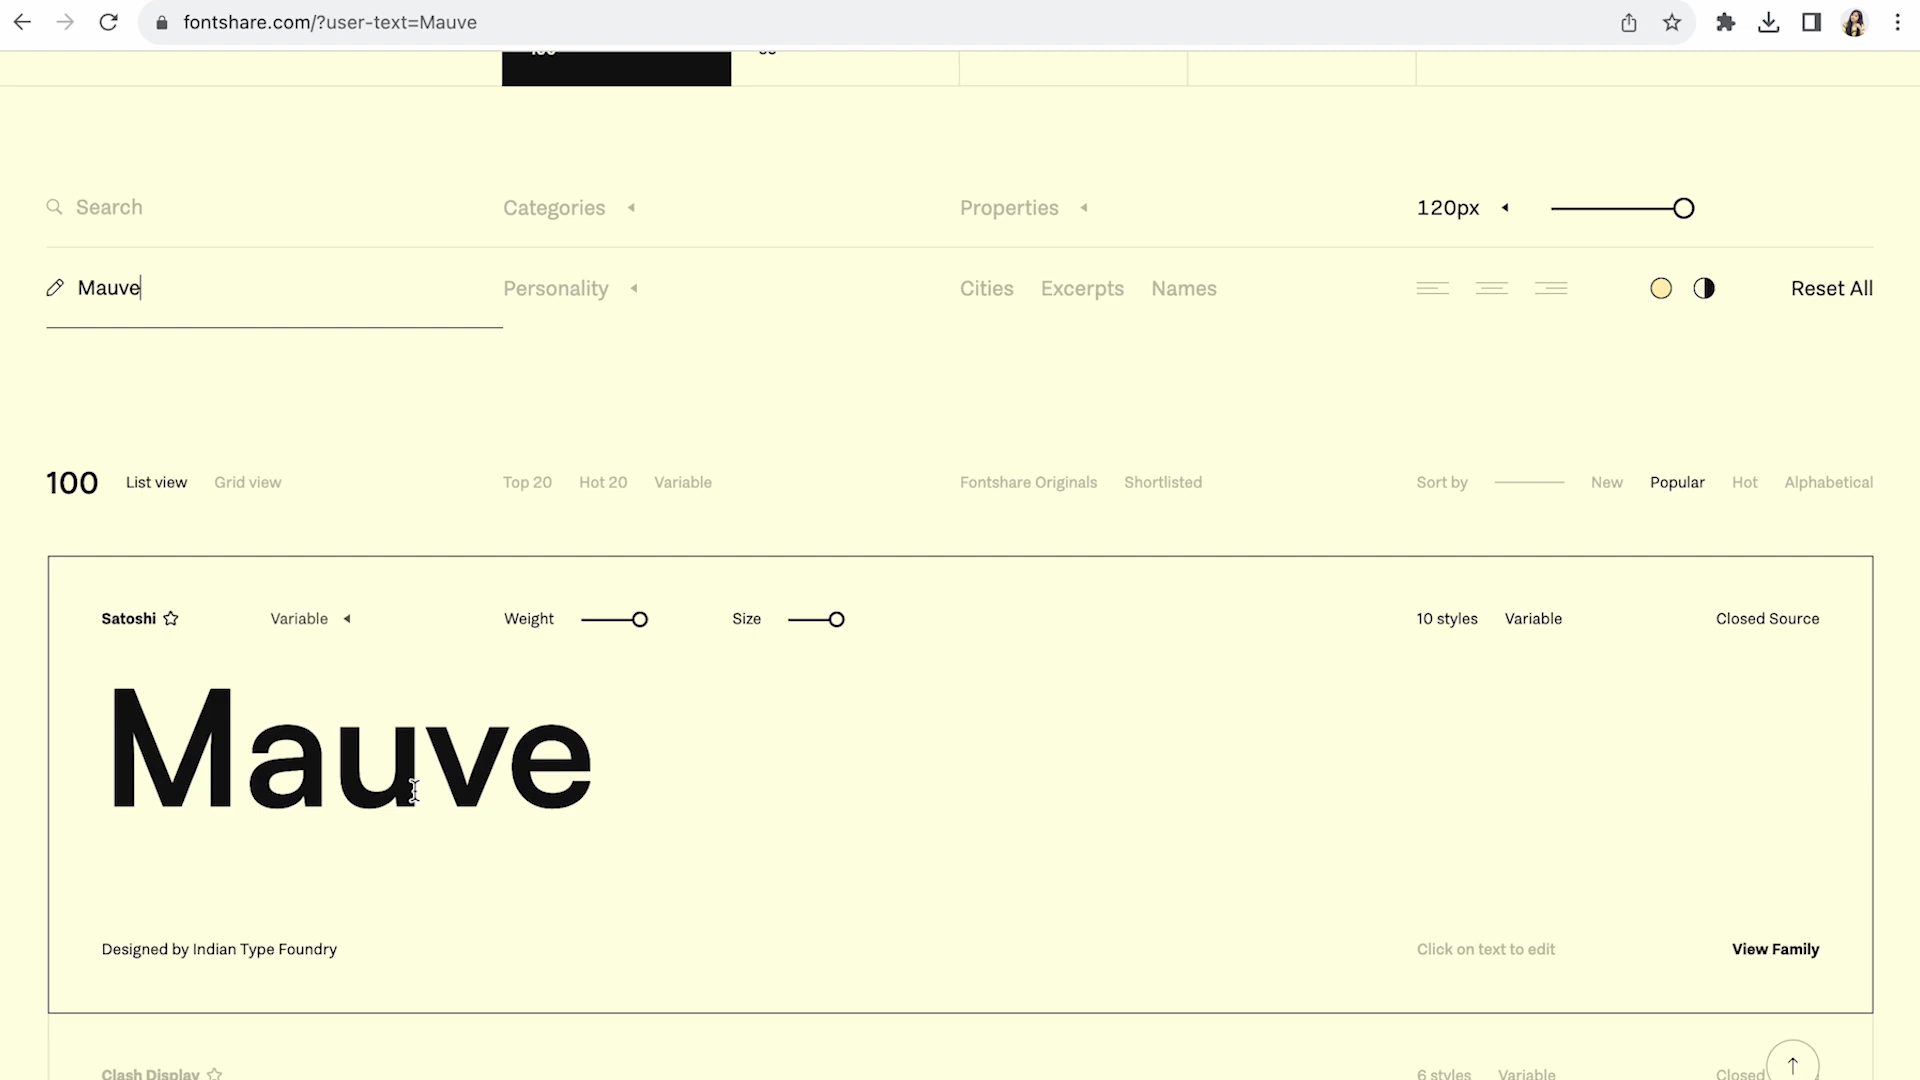 fontshare.com/?user-text=Mauve
Search Categories Properties 120px
Mauve Personality Cities Excerpts Names Reset All
100 List view Grid view Top 20 Hot 20 Variable Fontshare Originals Shortlisted Sort by New Popular Hot Alphabetical
Satoshi Variable Weight Size 10 styles Variable Closed Source
Mauve
Designed by Indian Type Foundry Click on text to edit View Family
Clash Display 6 styles Variable Closed